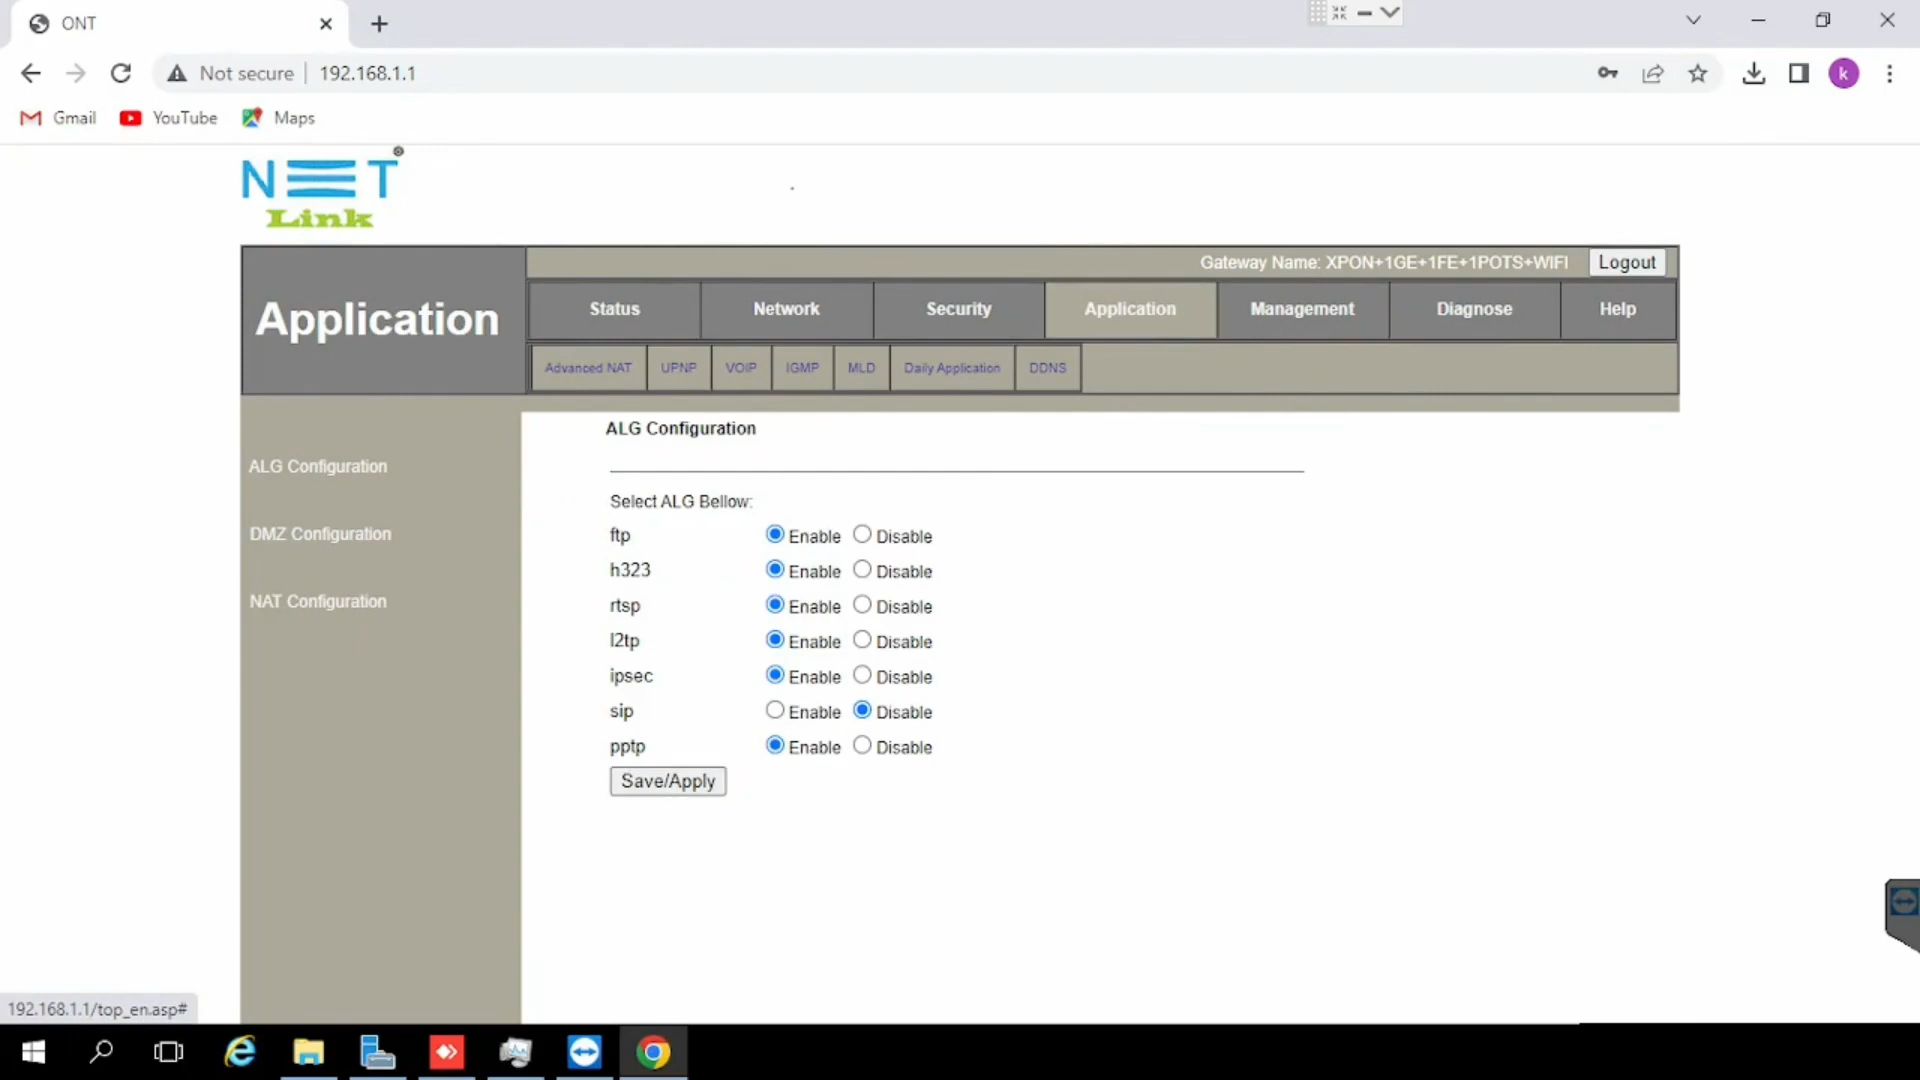 ONT
Not secure 192.168.1.1
k
Gmail YouTube Maps
NET
Link
Gateway Name: XPON+1GE+1FE+1POTS+WIFI Logout
Application
Status Network Security Application Management Diagnose Help
Advanced NAT UPNP VOIP IGMP MLD Daily Application DDNS
ALG Configuration
DMZ Configuration
NAT Configuration
ALG Configuration
Select ALG Bellow:
ftp Enable Disable
h323 Enable Disable
rtsp Enable Disable
l2tp Enable Disable
ipsec Enable Disable
sip Enable Disable
pptp Enable Disable
Save/Apply
192.168.1.1/top_en.asp#